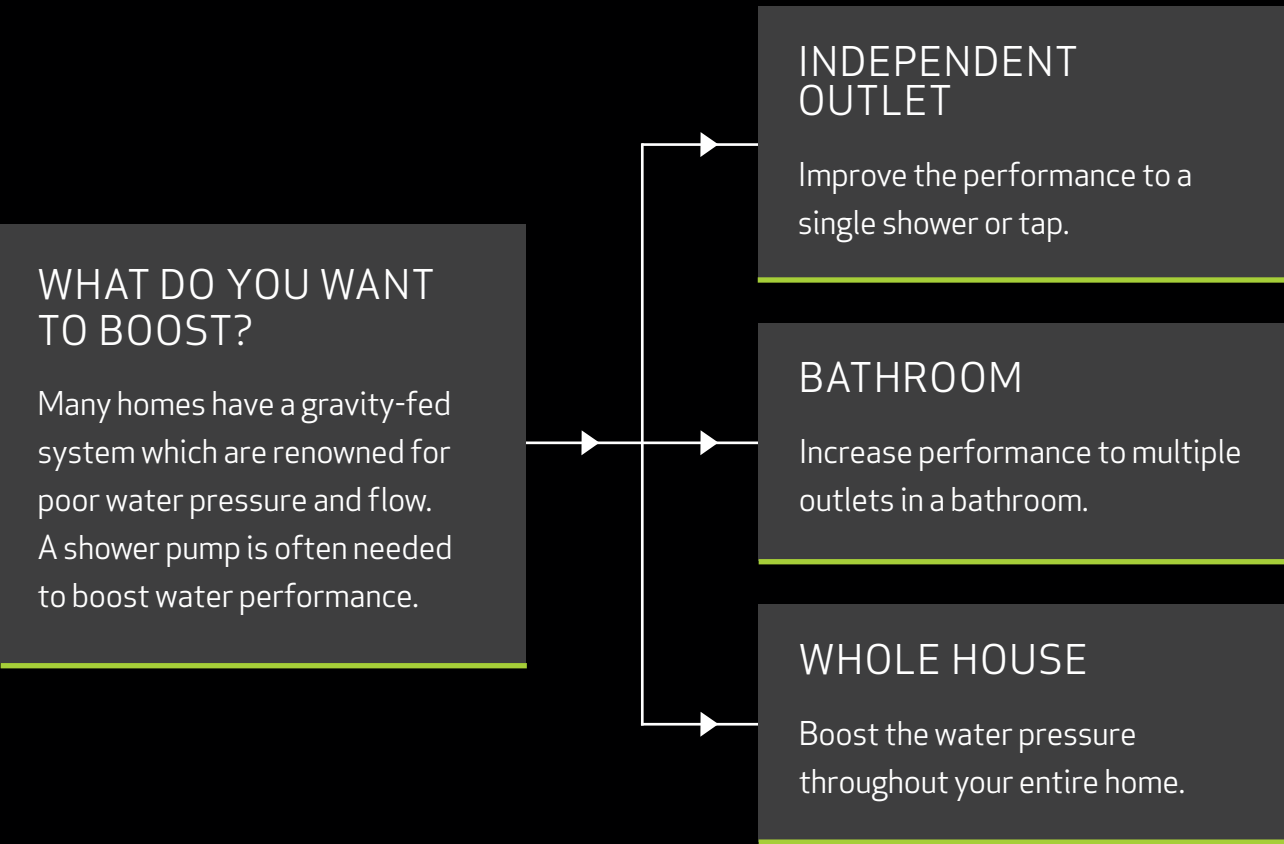 WHAT DO YOU WANT
TO BOOST?
Many homes have a gravity-fed
system which are renowned for
poor water pressure and flow.
A shower pump is often needed
to boost water performance.
INDEPENDENT
OUTLET
Improve the performance to a
single shower or tap.
BATHROOM
Increase performance to multiple
outlets in a bathroom.
WHOLE HOUSE
Boost the water pressure
throughout your entire home.